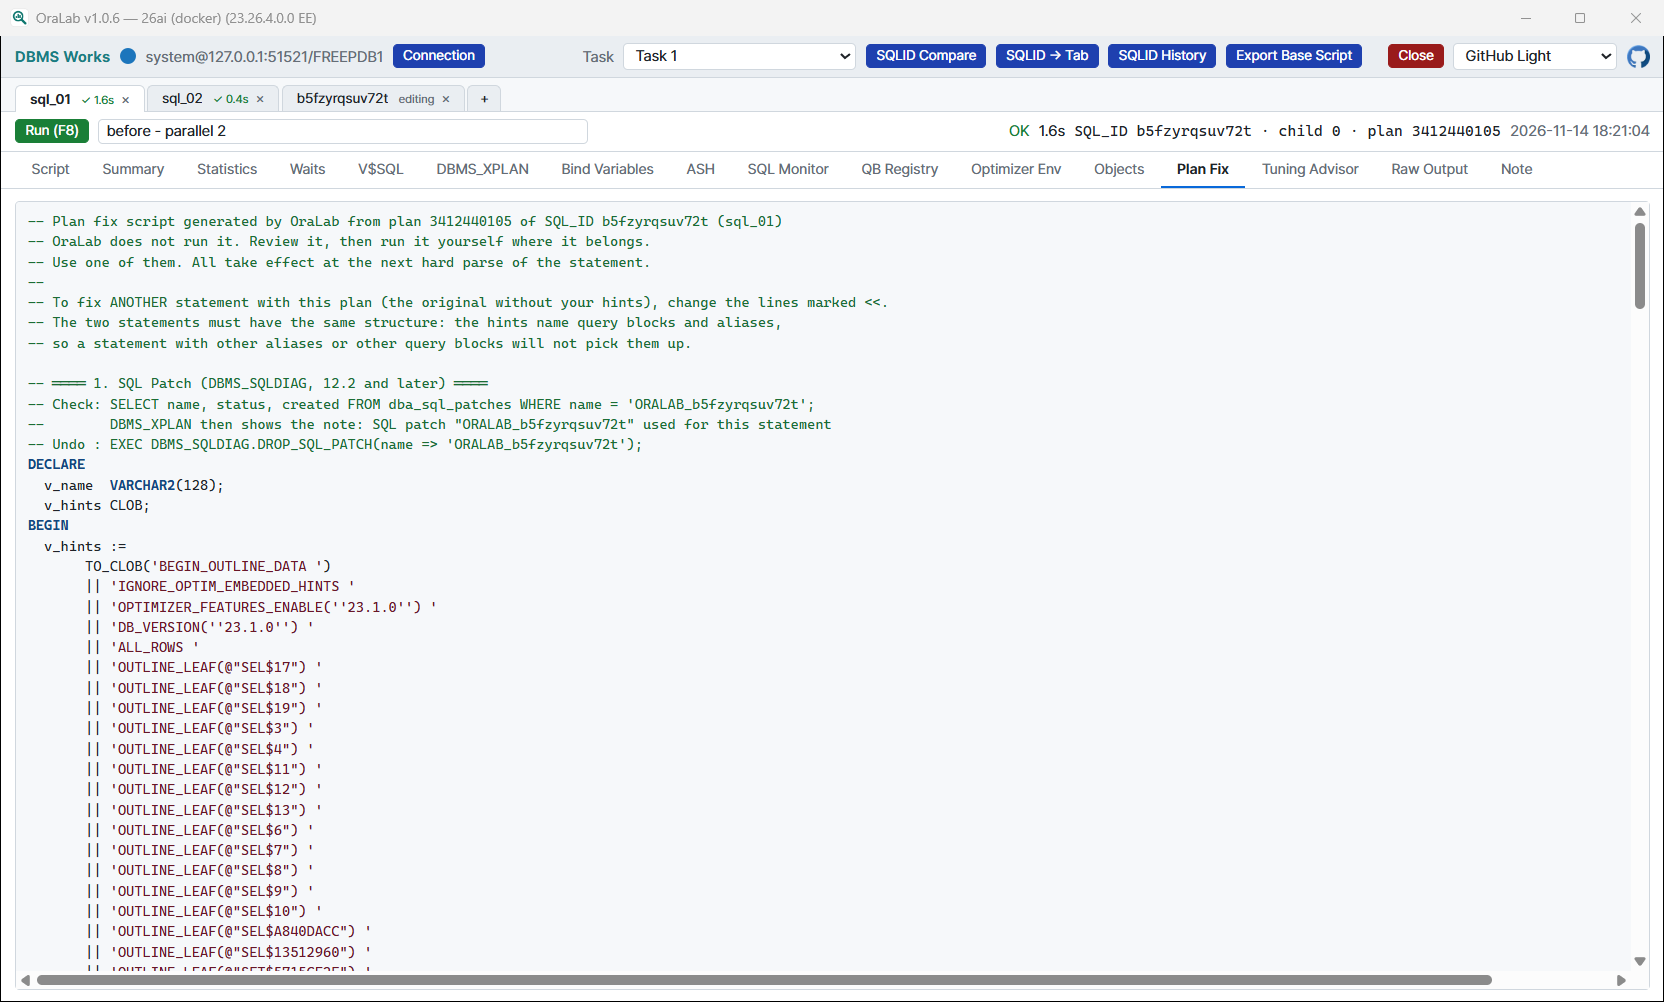 OraLab v1.0.6 — 26ai (docker) (23.26.4.0.0 EE)
DBMS Works system@127.0.0.1:51521/FREEPDB1 Connection Task Task 1 SQLID Compare SQLID → Tab SQLID History Export Base Script Close GitHub Light
sql_01 ✓ 1.6s × sql_02 ✓ 0.4s × b5fzyrqsuv72t editing × +
Run (F8) before - parallel 2 OK 1.6s SQL_ID b5fzyrqsuv72t · child 0 · plan 3412440105 2026-11-14 18:21:04
Script Summary Statistics Waits V$SQL DBMS_XPLAN Bind Variables ASH SQL Monitor QB Registry Optimizer Env Objects Plan Fix Tuning Advisor Raw Output Note
-- Plan fix script generated by OraLab from plan 3412440105 of SQL_ID b5fzyrqsuv72t (sql_01)
-- OraLab does not run it. Review it, then run it yourself where it belongs.
-- Use one of them. All take effect at the next hard parse of the statement.
--
-- To fix ANOTHER statement with this plan (the original without your hints), change the lines marked <<.
-- The two statements must have the same structure: the hints name query blocks and aliases,
-- so a statement with other aliases or other query blocks will not pick them up.
-- ════ 1. SQL Patch (DBMS_SQLDIAG, 12.2 and later) ════
-- Check: SELECT name, status, created FROM dba_sql_patches WHERE name = 'ORALAB_b5fzyrqsuv72t';
--        DBMS_XPLAN then shows the note: SQL patch "ORALAB_b5fzyrqsuv72t" used for this statement
-- Undo : EXEC DBMS_SQLDIAG.DROP_SQL_PATCH(name => 'ORALAB_b5fzyrqsuv72t');
DECLARE
  v_name  VARCHAR2(128);
  v_hints CLOB;
BEGIN
  v_hints :=
       TO_CLOB('BEGIN_OUTLINE_DATA ')
       || 'IGNORE_OPTIM_EMBEDDED_HINTS '
       || 'OPTIMIZER_FEATURES_ENABLE(''23.1.0'') '
       || 'DB_VERSION(''23.1.0'') '
       || 'ALL_ROWS '
       || 'OUTLINE_LEAF(@"SEL$17") '
       || 'OUTLINE_LEAF(@"SEL$18") '
       || 'OUTLINE_LEAF(@"SEL$19") '
       || 'OUTLINE_LEAF(@"SEL$3") '
       || 'OUTLINE_LEAF(@"SEL$4") '
       || 'OUTLINE_LEAF(@"SEL$11") '
       || 'OUTLINE_LEAF(@"SEL$12") '
       || 'OUTLINE_LEAF(@"SEL$13") '
       || 'OUTLINE_LEAF(@"SEL$6") '
       || 'OUTLINE_LEAF(@"SEL$7") '
       || 'OUTLINE_LEAF(@"SEL$8") '
       || 'OUTLINE_LEAF(@"SEL$9") '
       || 'OUTLINE_LEAF(@"SEL$10") '
       || 'OUTLINE_LEAF(@"SEL$A840DACC") '
       || 'OUTLINE_LEAF(@"SEL$13512960") '